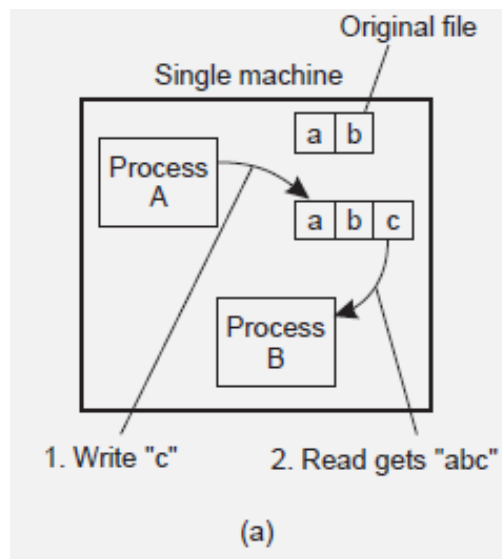 Original file
Single machine
a b
Process
A
a b c
Process
B
1. Write "c"
2. Read gets "abc"
(a)